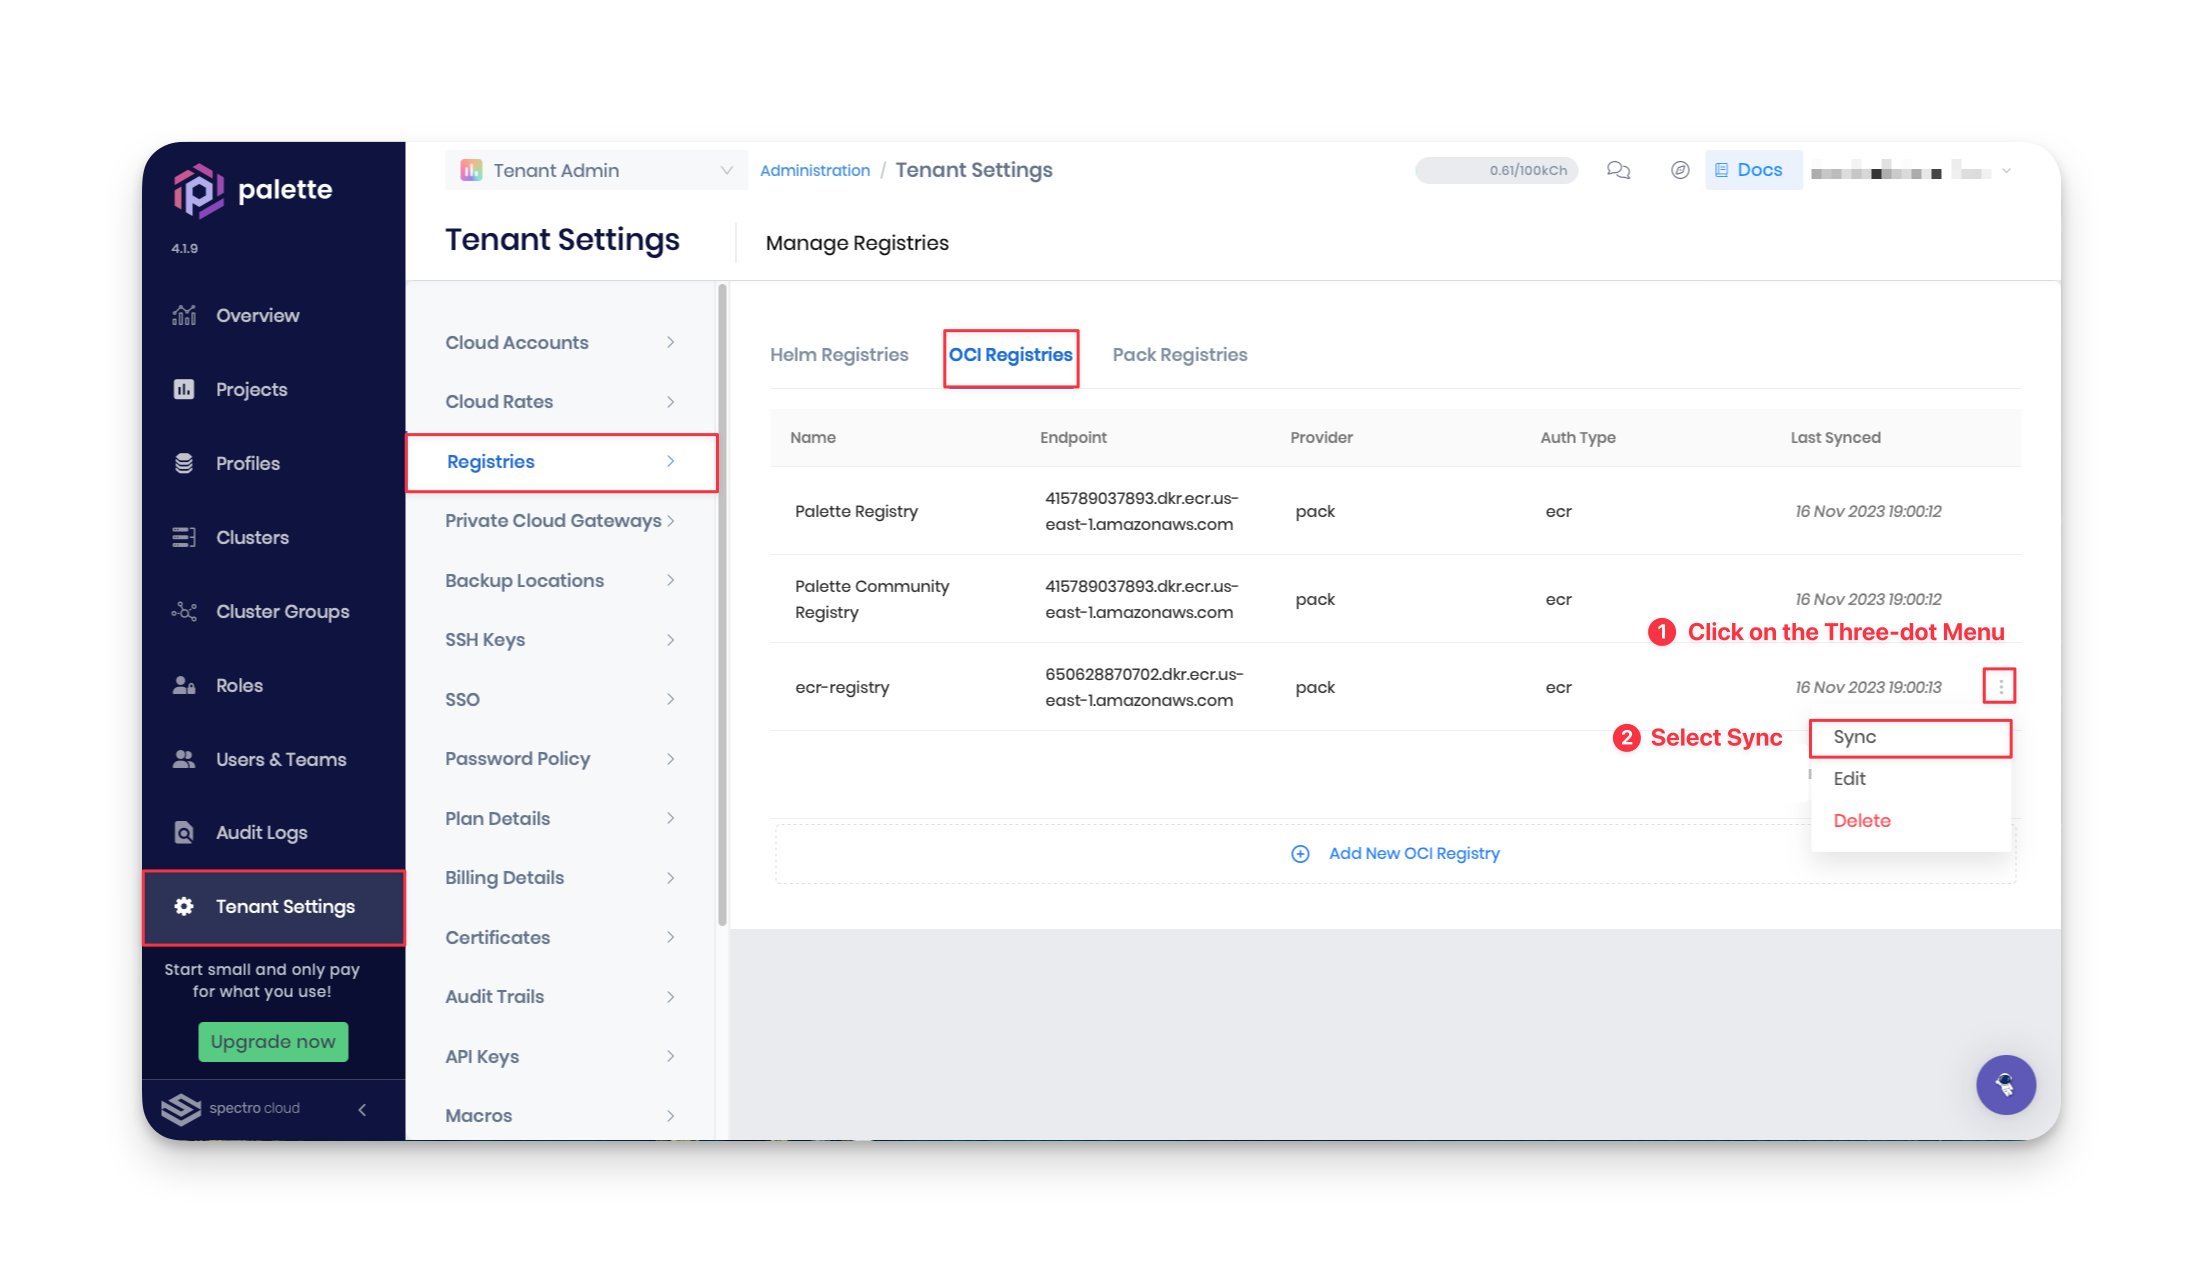 palette
4.1.9
Overview
Projects
Profiles
Clusters
Cluster Groups
Roles
Users & Teams
Audit Logs
Tenant Settings
Start small and only pay
for what you use!
Upgrade now
spectro cloud
Tenant Admin
Administration / Tenant Settings
0.61/100kCh
Docs
Tenant Settings
Manage Registries
Cloud Accounts
Cloud Rates
Registries
Private Cloud Gateways
Backup Locations
SSH Keys
SSO
Password Policy
Plan Details
Billing Details
Certificates
Audit Trails
API Keys
Macros
Helm Registries
OCI Registries
Pack Registries
Name Endpoint Provider Auth Type Last Synced
Palette Registry
415789037893.dkr.ecr.us-
east-1.amazonaws.com
pack
ecr
16 Nov 2023 19:00:12
Palette Community
Registry
415789037893.dkr.ecr.us-
east-1.amazonaws.com
pack
ecr
16 Nov 2023 19:00:12
1 Click on the Three-dot Menu
ecr-registry
650628870702.dkr.ecr.us-
east-1.amazonaws.com
pack
ecr
16 Nov 2023 19:00:13
2 Select Sync
Sync
Edit
Delete
Add New OCI Registry